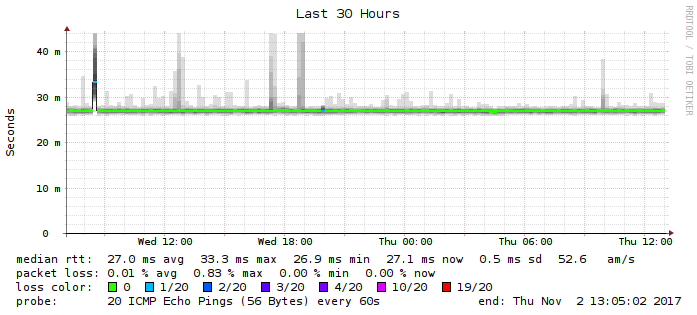 Last 30 Hours
RRDTOOL / TOBI OETIKER
Seconds
40 m
30 m
20 m
10 m
0
Wed 12:00 Wed 18:00 Thu 00:00 Thu 06:00 Thu 12:00
median rtt: 27.0 ms avg 33.3 ms max 26.9 ms min 27.1 ms now 0.5 ms sd 52.6 am/s
packet loss: 0.01 % avg 0.83 % max 0.00 % min 0.00 % now
loss color: 0 1/20 2/20 3/20 4/20 10/20 19/20
probe: 20 ICMP Echo Pings (56 Bytes) every 60s end: Thu Nov 2 13:05:02 2017